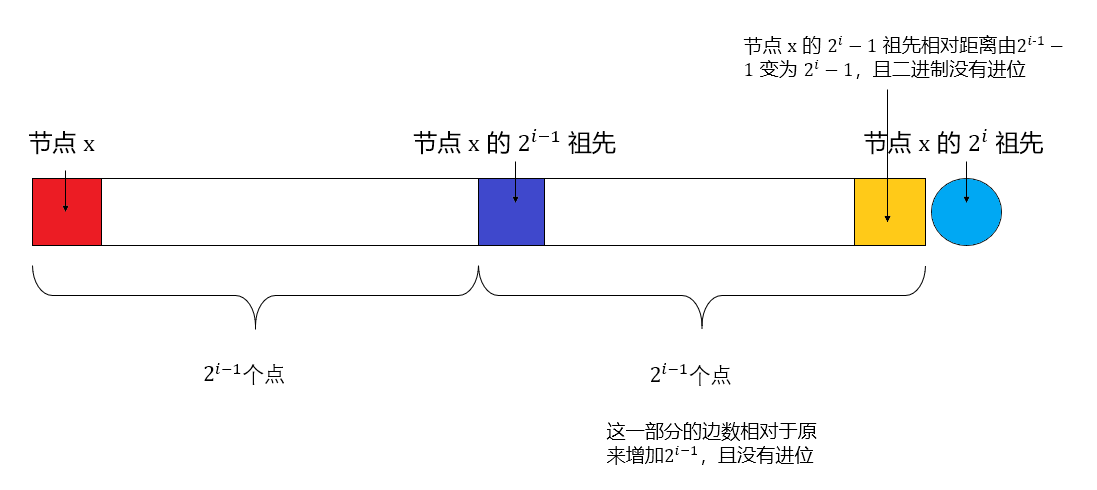 节点 x 的 2^i − 1 祖先相对距离由2^{i-1} −
1 变为 2^i − 1，且二进制没有进位
节点 x
节点 x 的 2^{i−1} 祖先
节点 x 的 2^i 祖先
2^{i−1}个点
2^{i−1}个点
这一部分的边数相对于原
来增加2^{i−1}，且没有进位